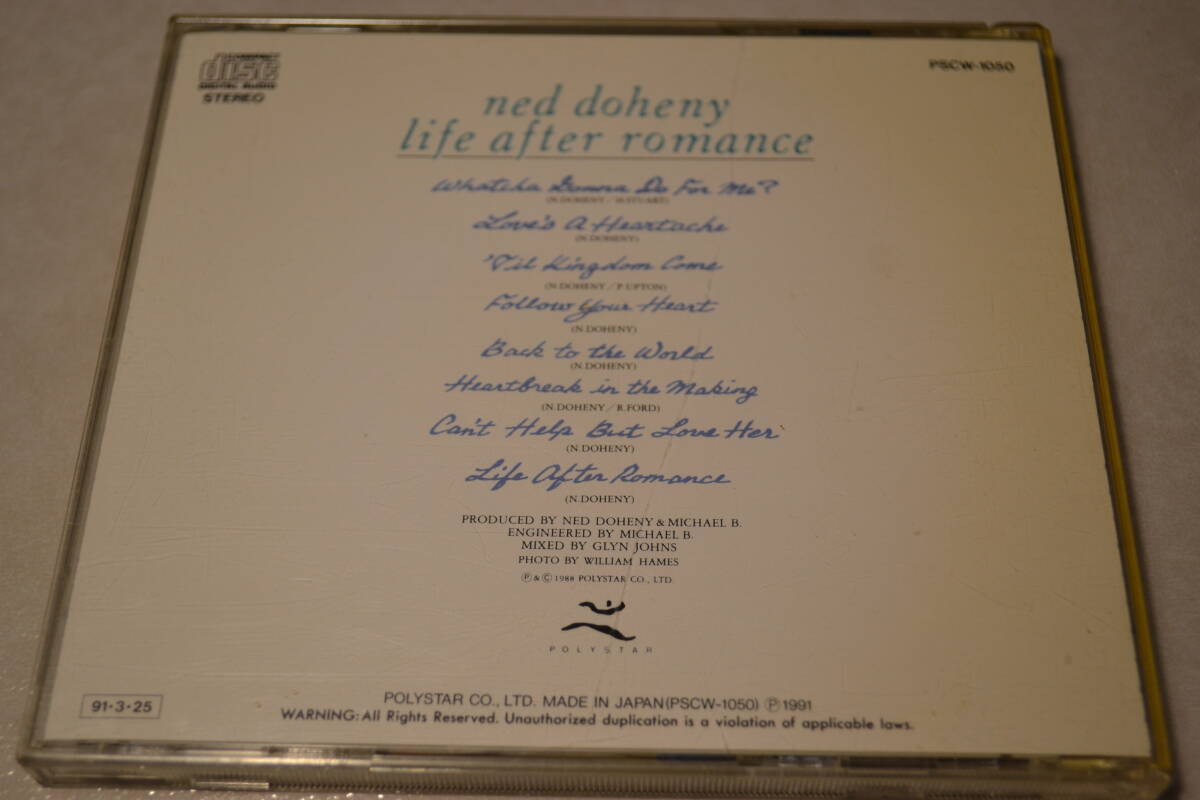 COMPACT
disc
DIGITAL AUDIO
STEREO
PSCW-1050
ned doheny
life after romance
Whatcha Gonna Do For Me?
(N.DOHENY / H.STUART)
Love's A Heartache
(N.DOHENY)
'Til Kingdom Come
(N.DOHENY / P.UPTON)
Follow Your Heart
(N.DOHENY)
Back to the World
(N.DOHENY)
Heartbreak in the Making
(N.DOHENY / R.FORD)
Can't Help But Love Her
(N.DOHENY)
Life After Romance
(N.DOHENY)
PRODUCED BY NED DOHENY & MICHAEL B.
ENGINEERED BY MICHAEL B.
MIXED BY GLYN JOHNS
PHOTO BY WILLIAM HAMES
Ⓟ & © 1988 POLYSTAR CO., LTD.
POLYSTAR
91·3·25
POLYSTAR CO., LTD. MADE IN JAPAN (PSCW-1050) Ⓟ 1991
WARNING: All Rights Reserved. Unauthorized duplication is a violation of applicable laws.